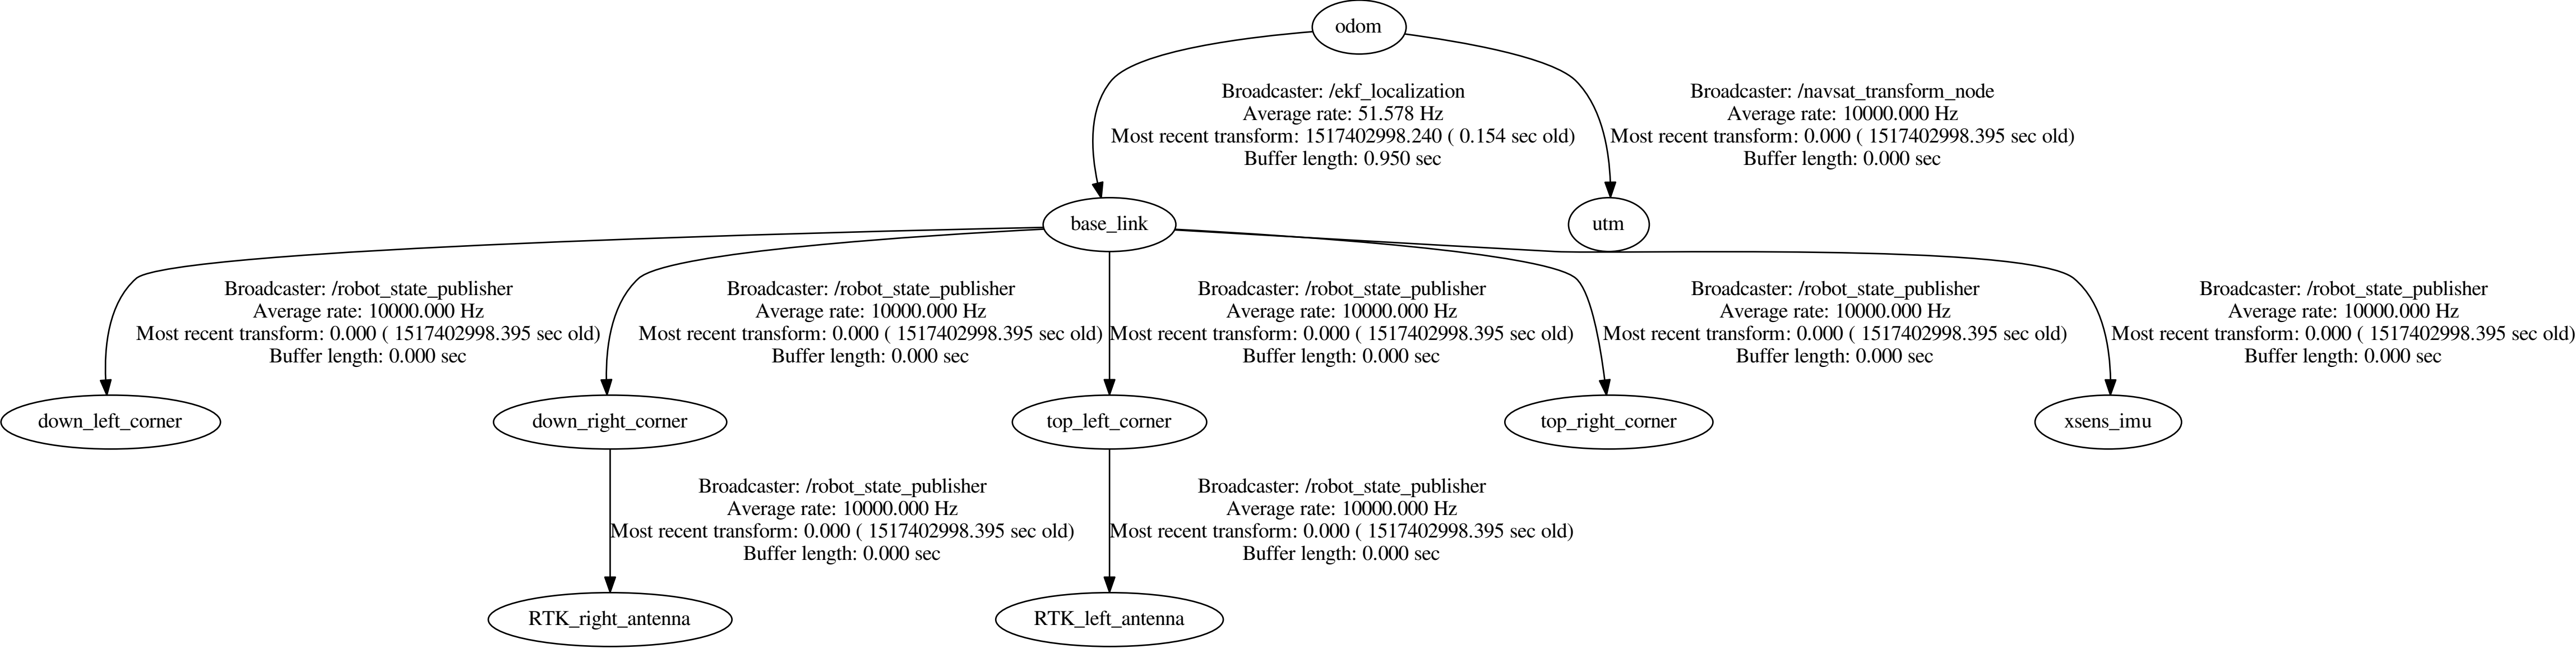 odom
Broadcaster: /ekf_localization
Average rate: 51.578 Hz
Most recent transform: 1517402998.240 ( 0.154 sec old)
Buffer length: 0.950 sec
Broadcaster: /navsat_transform_node
Average rate: 10000.000 Hz
Most recent transform: 0.000 ( 1517402998.395 sec old)
Buffer length: 0.000 sec
base_link
utm
Broadcaster: /robot_state_publisher
Average rate: 10000.000 Hz
Most recent transform: 0.000 ( 1517402998.395 sec old)
Buffer length: 0.000 sec
Broadcaster: /robot_state_publisher
Average rate: 10000.000 Hz
Most recent transform: 0.000 ( 1517402998.395 sec old)
Buffer length: 0.000 sec
Broadcaster: /robot_state_publisher
Average rate: 10000.000 Hz
Most recent transform: 0.000 ( 1517402998.395 sec old)
Buffer length: 0.000 sec
Broadcaster: /robot_state_publisher
Average rate: 10000.000 Hz
Most recent transform: 0.000 ( 1517402998.395 sec old)
Buffer length: 0.000 sec
Broadcaster: /robot_state_publisher
Average rate: 10000.000 Hz
Most recent transform: 0.000 ( 1517402998.395 sec old)
Buffer length: 0.000 sec
down_left_corner
down_right_corner
top_left_corner
top_right_corner
xsens_imu
Broadcaster: /robot_state_publisher
Average rate: 10000.000 Hz
Most recent transform: 0.000 ( 1517402998.395 sec old)
Buffer length: 0.000 sec
Broadcaster: /robot_state_publisher
Average rate: 10000.000 Hz
Most recent transform: 0.000 ( 1517402998.395 sec old)
Buffer length: 0.000 sec
RTK_right_antenna
RTK_left_antenna